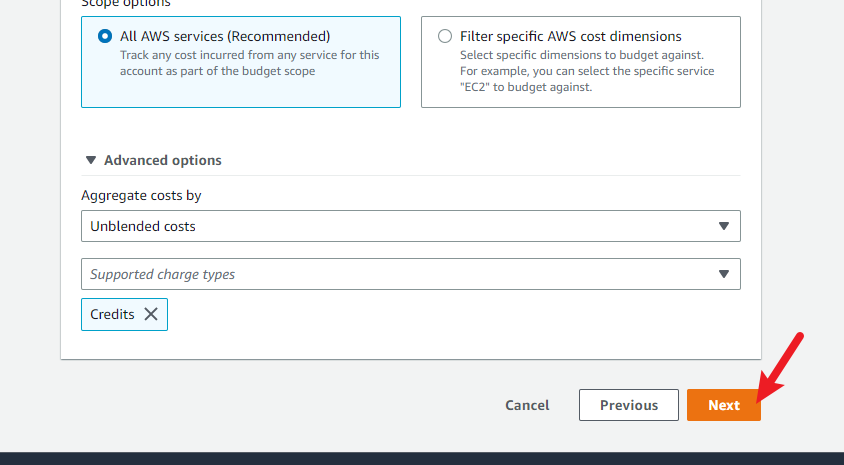 Scope options
All AWS services (Recommended)
Track any cost incurred from any service for this
account as part of the budget scope
Filter specific AWS cost dimensions
Select specific dimensions to budget against.
For example, you can select the specific service
"EC2" to budget against.
Advanced options
Aggregate costs by
Unblended costs
Supported charge types
Credits
Cancel
Previous
Next